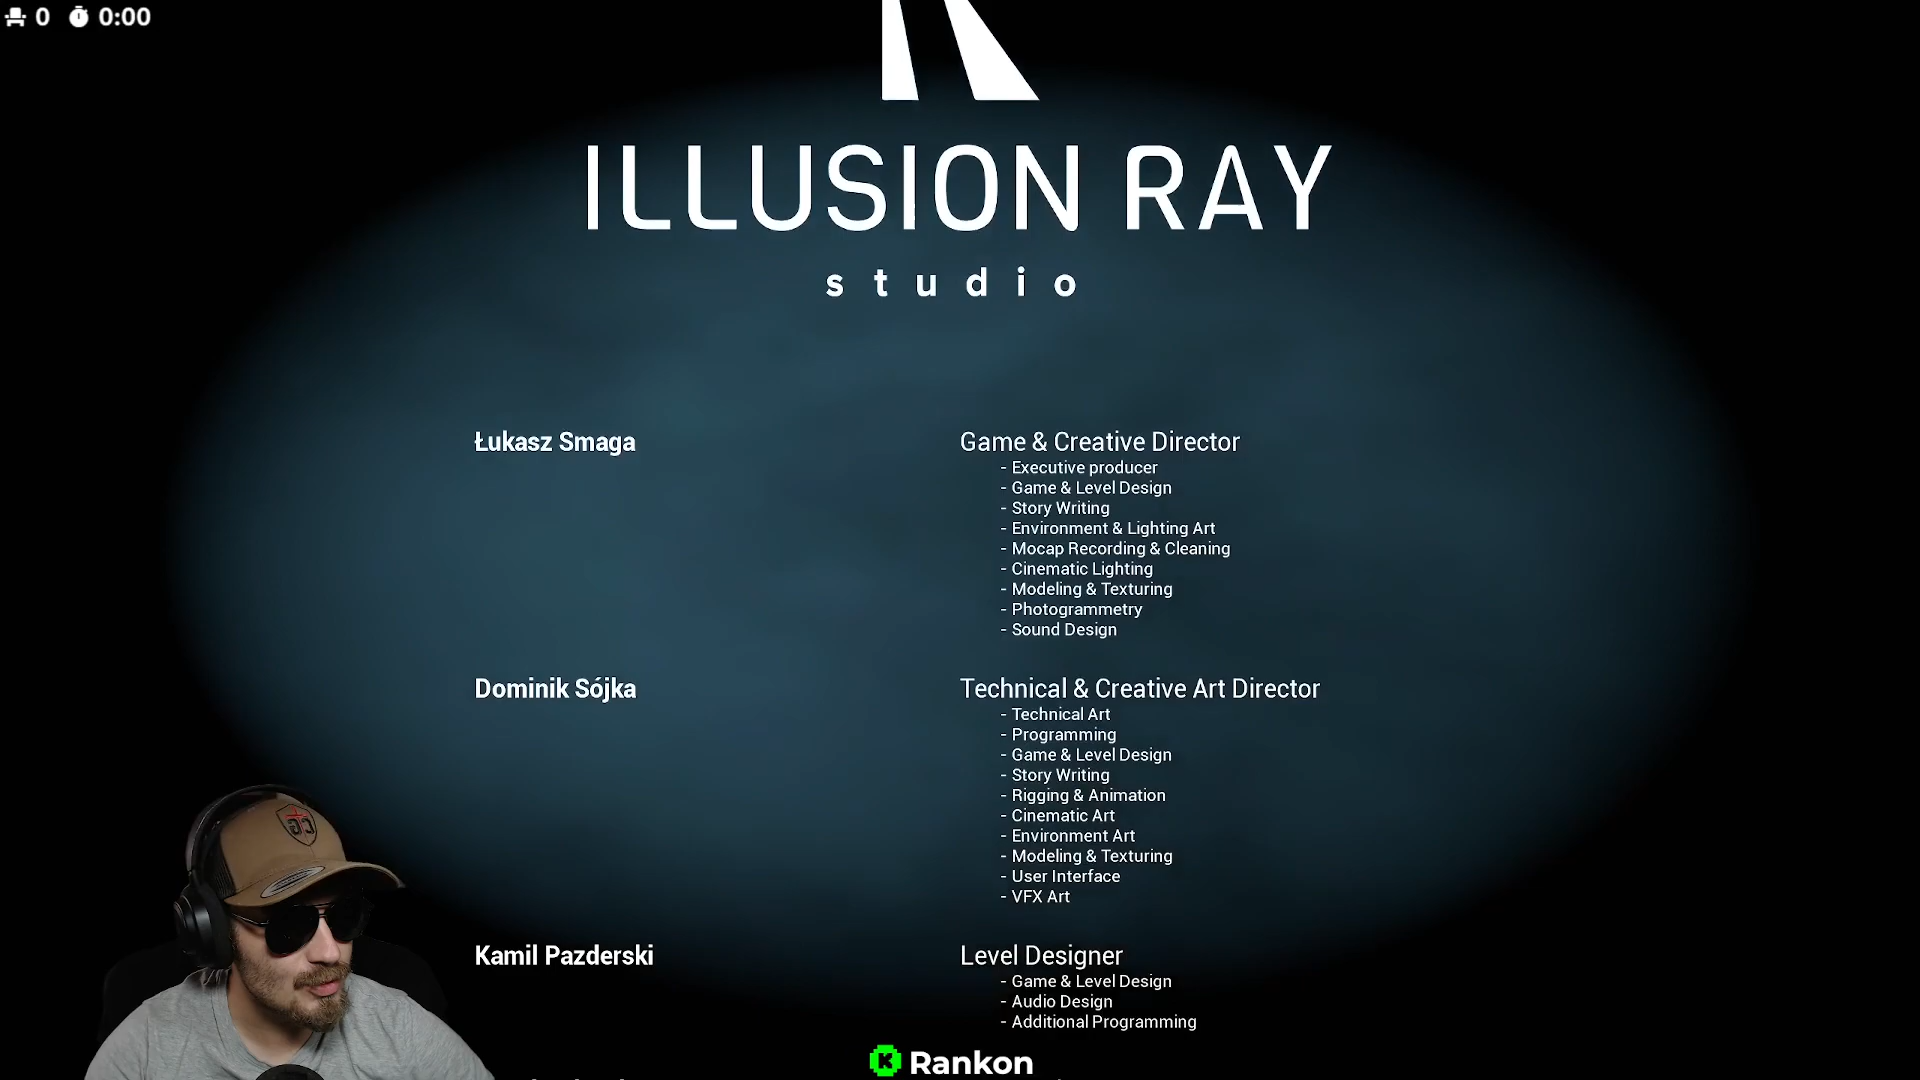 0 0:00
ILLUSION RAY
studio
Łukasz Smaga
Game & Creative Director
- Executive producer
- Game & Level Design
- Story Writing
- Environment & Lighting Art
- Mocap Recording & Cleaning
- Cinematic Lighting
- Modeling & Texturing
- Photogrammetry
- Sound Design
Dominik Sójka
Technical & Creative Art Director
- Technical Art
- Programming
- Game & Level Design
- Story Writing
- Rigging & Animation
- Cinematic Art
- Environment Art
- Modeling & Texturing
- User Interface
- VFX Art
Kamil Pazderski
Level Designer
- Game & Level Design
- Audio Design
- Additional Programming
K Rankon